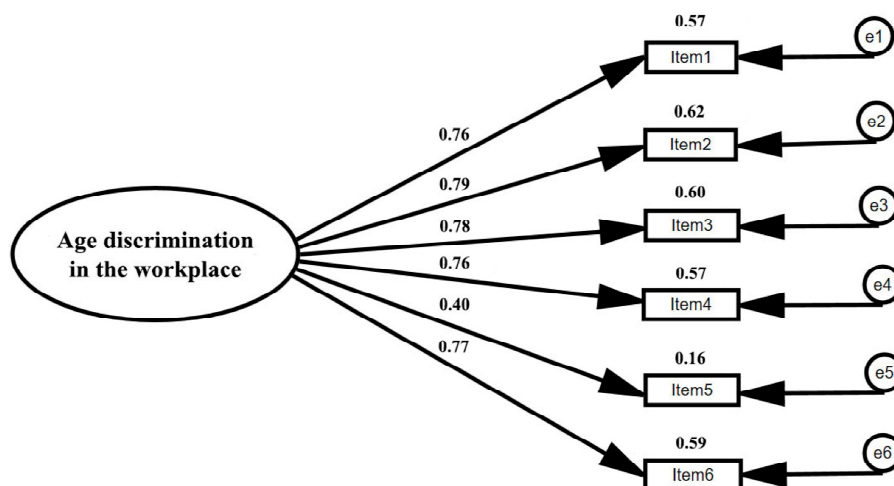 0.57
e1
Item1
0.76
0.62
e2
Item2
0.79
0.60
e3
Item3
0.78
Age discrimination
in the workplace
0.76
0.57
e4
Item4
0.40
0.16
e5
Item5
0.77
0.59
e6
Item6